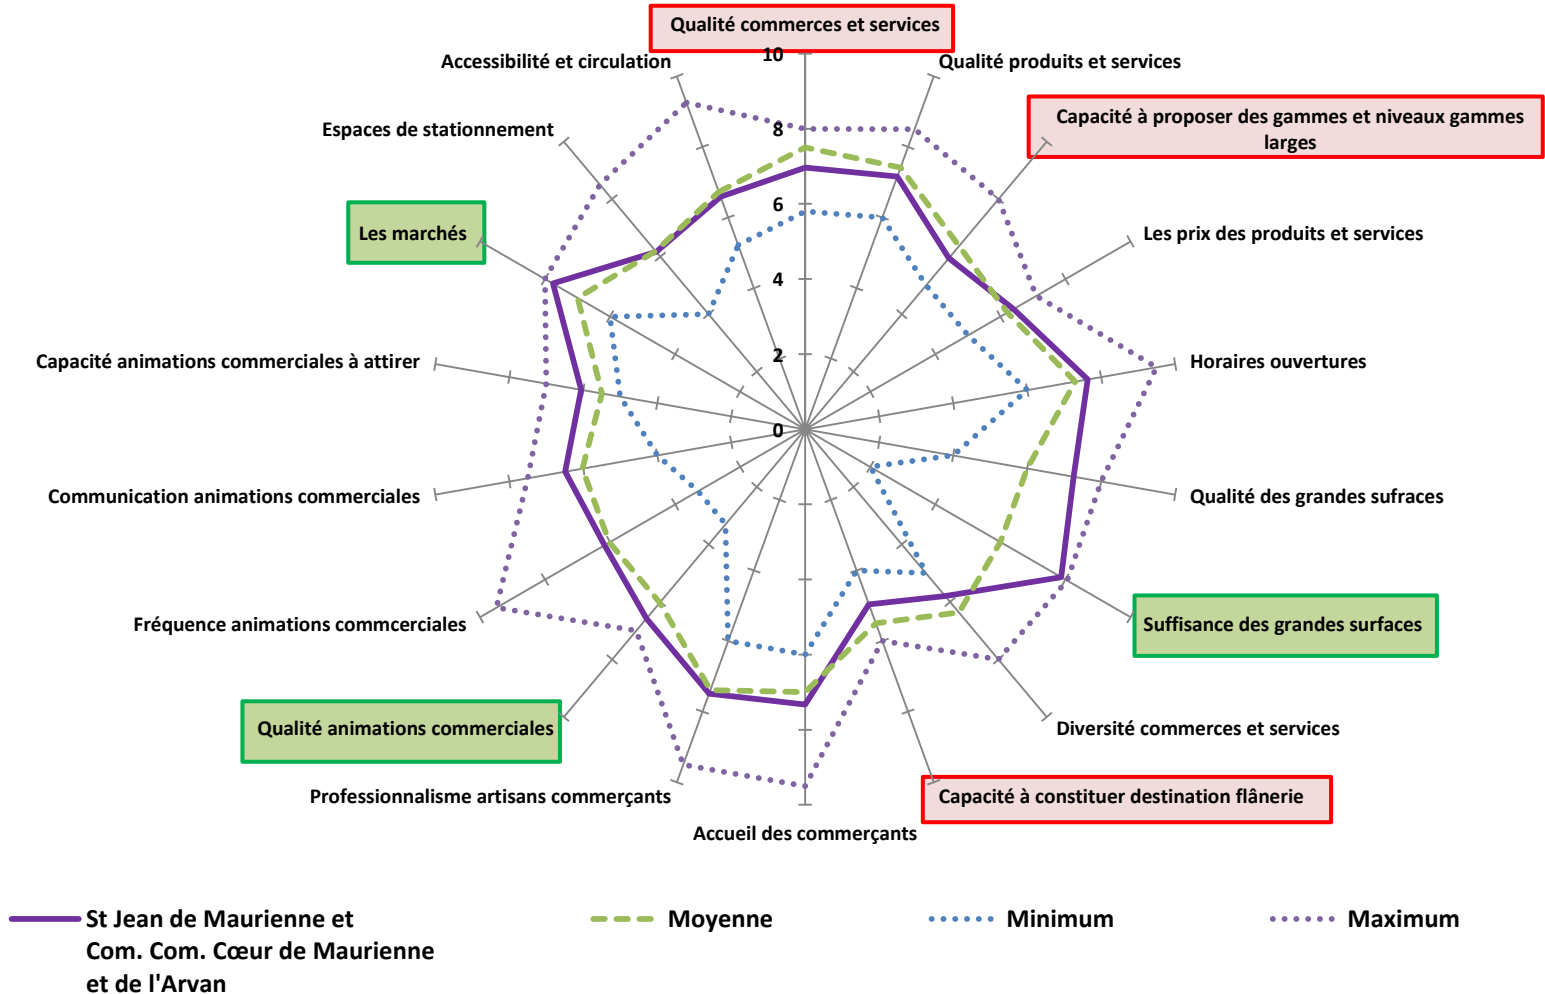 Qualité commerces et services
10
Accessibilité et circulation
Qualité produits et services
Capacité à proposer des gammes et niveaux gammes
larges
Espaces de stationnement
8
6
Les marchés
Les prix des produits et services
4
2
Capacité animations commerciales à attirer
Horaires ouvertures
0
Communication animations commerciales
Qualité des grandes sufraces
Fréquence animations commcerciales
Suffisance des grandes surfaces
Qualité animations commerciales
Diversité commerces et services
Professionnalisme artisans commerçants
Capacité à constituer destination flânerie
Accueil des commerçants
St Jean de Maurienne et
Com. Com. Cœur de Maurienne
et de l'Arvan
Moyenne
Minimum
Maximum